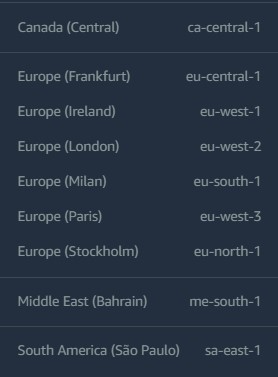 Canada (Central) ca-central-1
Europe (Frankfurt) eu-central-1
Europe (Ireland) eu-west-1
Europe (London) eu-west-2
Europe (Milan) eu-south-1
Europe (Paris) eu-west-3
Europe (Stockholm) eu-north-1
Middle East (Bahrain) me-south-1
South America (São Paulo) sa-east-1